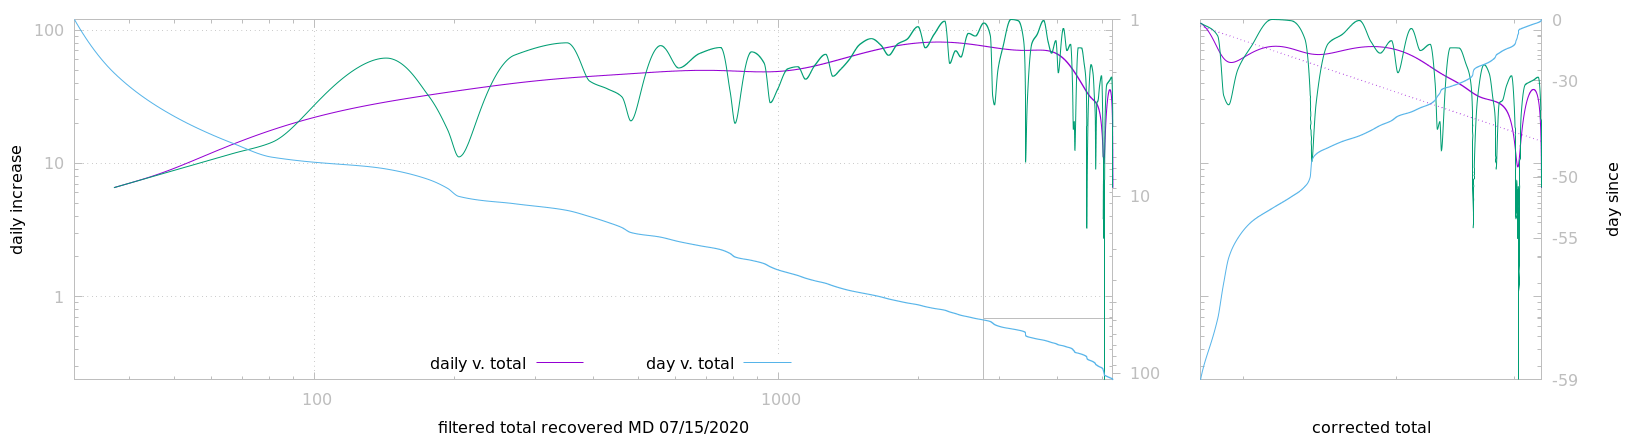 100
10
1
daily increase
daily v. total
day v. total
100
1000
filtered total recovered MD 07/15/2020
1
10
100
0
-30
-50
-55
-59
day since
corrected total